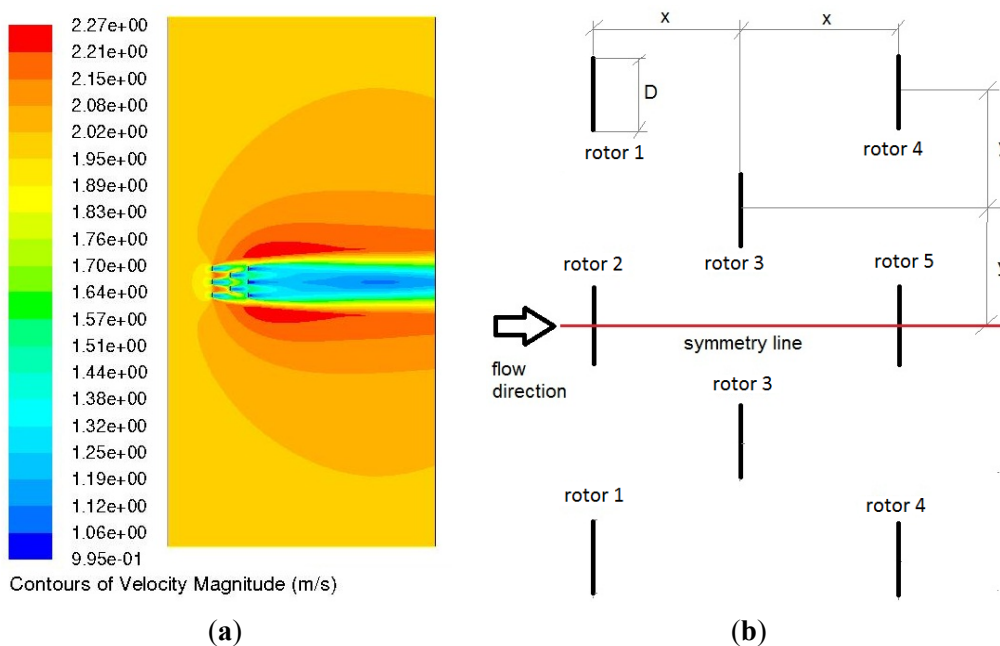 2.27e+00
2.21e+00
2.15e+00
2.08e+00
2.02e+00
1.95e+00
1.89e+00
1.83e+00
1.76e+00
1.70e+00
1.64e+00
1.57e+00
1.51e+00
1.44e+00
1.38e+00
1.32e+00
1.25e+00
1.19e+00
1.12e+00
1.06e+00
9.95e-01
Contours of Velocity Magnitude (m/s)
(a)
x
x
D
rotor 1
rotor 4
rotor 2
rotor 3
rotor 5
symmetry line
flow
direction
rotor 3
rotor 1
rotor 4
(b)